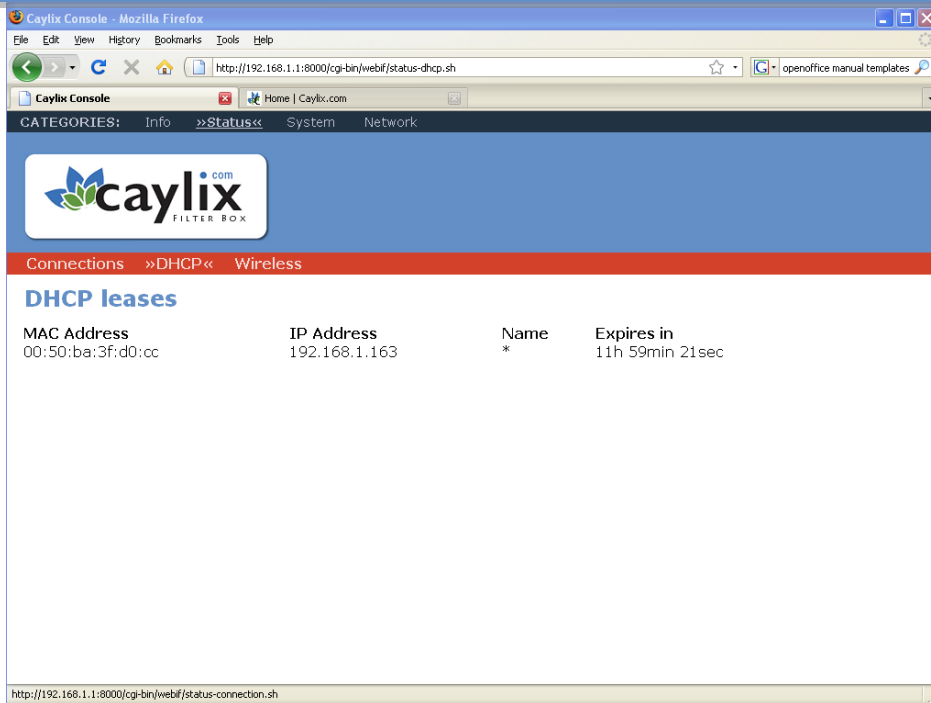 Caylix Console - Mozilla Firefox
File Edit View History Bookmarks Tools Help
http://192.168.1.1:8000/cgi-bin/webif/status-dhcp.sh G openoffice manual templates
Caylix Console Home | Caylix.com
CATEGORIES: Info »Status« System Network
caylix.com
FILTER BOX
Connections »DHCP« Wireless
DHCP leases
MAC Address IP Address Name Expires in
00:50:ba:3f:d0:cc 192.168.1.163 * 11h 59min 21sec
http://192.168.1.1:8000/cgi-bin/webif/status-connection.sh